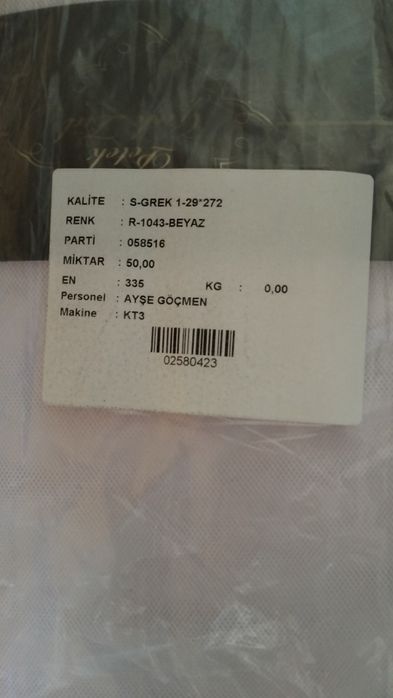 Petek
KALİTE : S-GREK 1-29*272
RENK : R-1043-BEYAZ
PARTİ : 058516
MİKTAR : 50,00
EN : 335 KG : 0,00
Personel : AYŞE GÖÇMEN
Makine : KT3
02580423